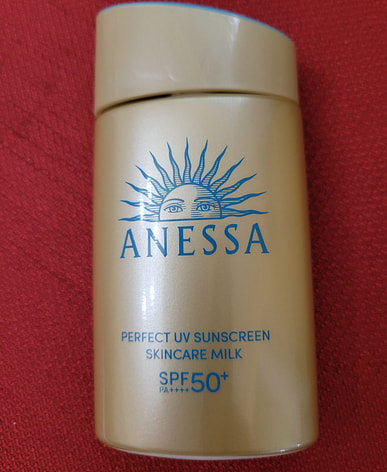 ANESSA
PERFECT UV SUNSCREEN
SKINCARE MILK
SPF50+
PA++++